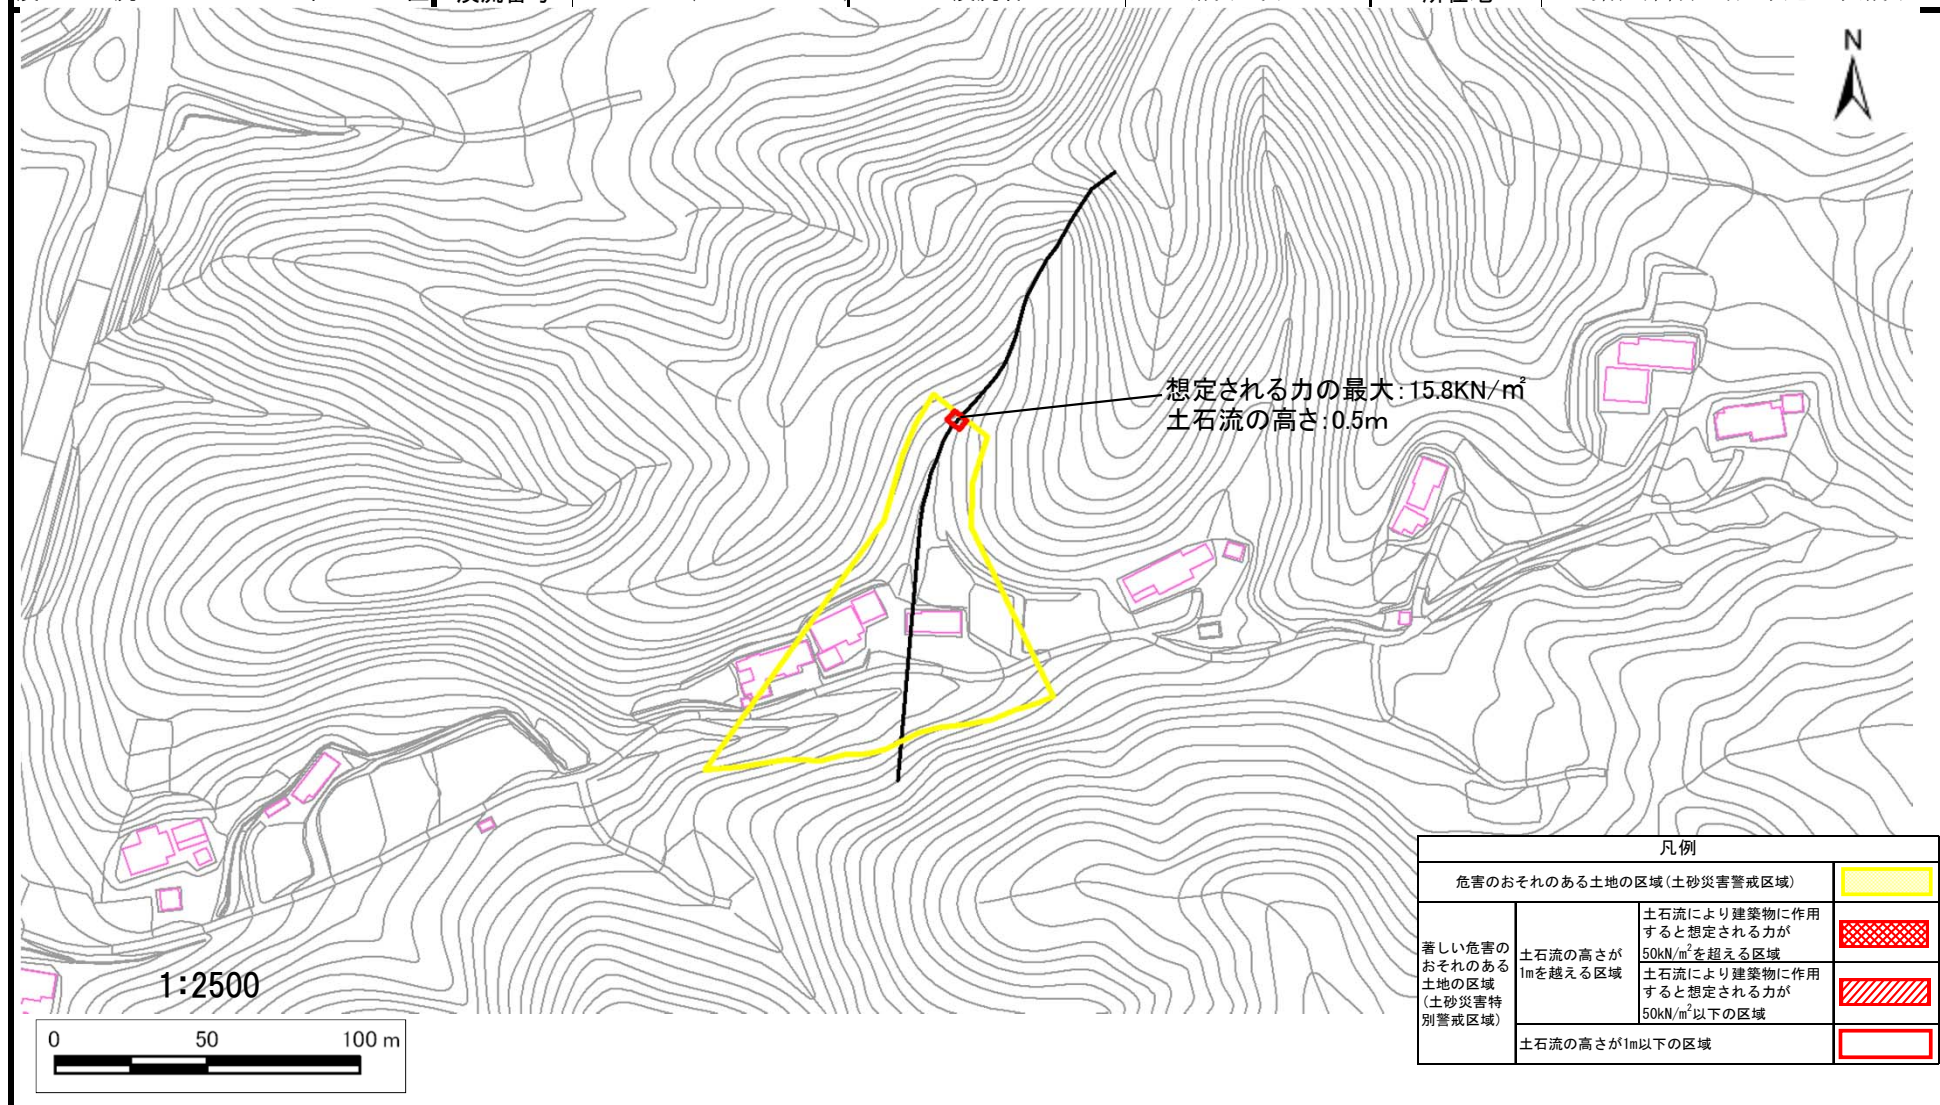 N
想定される力の最大:15.8KN/㎡
土石流の高さ:0.5m
1:2500
0 50 100 m
凡例
危害のおそれのある土地の区域(土砂災害警戒区域)
著しい危害の
おそれのある
土地の区域
(土砂災害特
別警戒区域)
土石流の高さが
1mを越える区域
土石流により建築物に作用
すると想定される力が
50kN/m²を超える区域
土石流により建築物に作用
すると想定される力が
50kN/m²以下の区域
土石流の高さが1m以下の区域